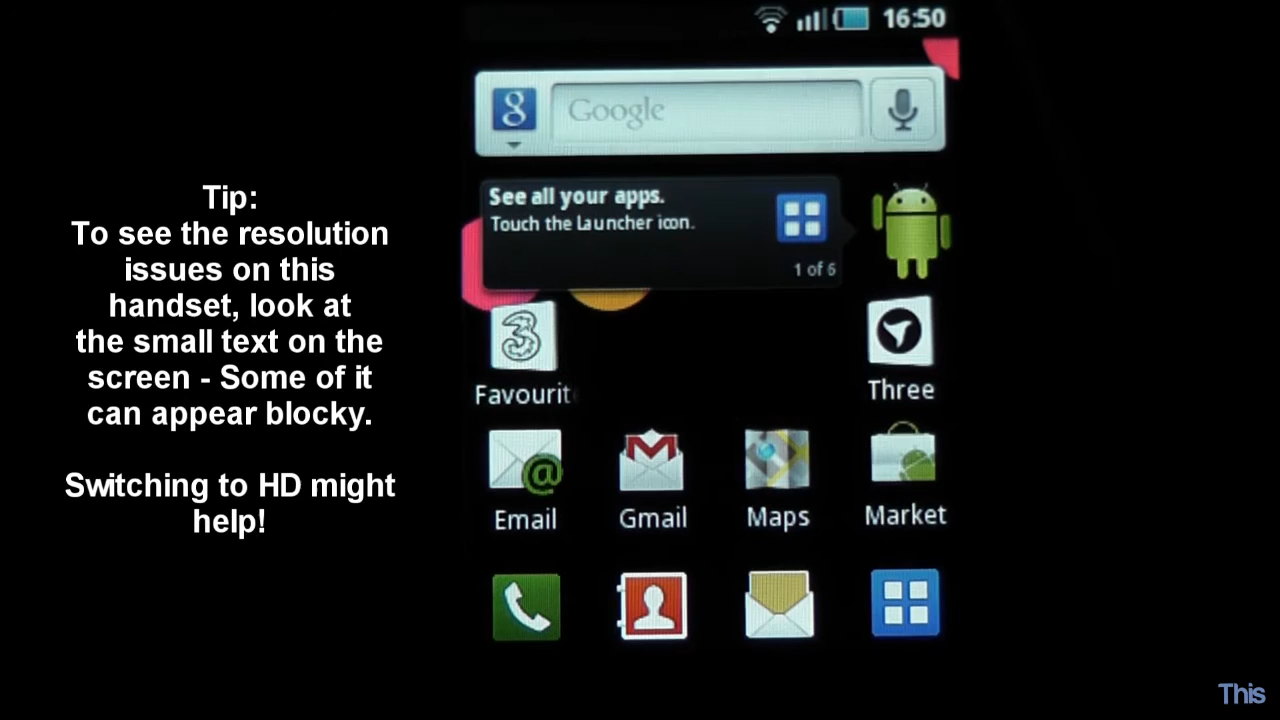 16:50
Google
See all your apps.
Touch the Launcher icon.
1 of 6
Tip:
To see the resolution
issues on this
handset, look at
the small text on the
screen - Some of it
can appear blocky.
Switching to HD might
help!
3
Favourit
Three
Email
Gmail
Maps
Market
This